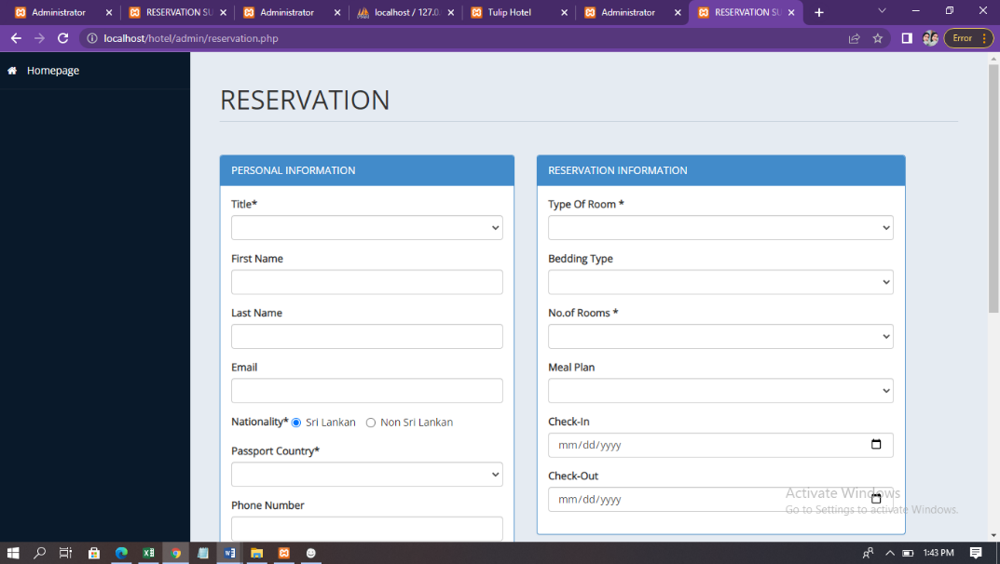 Administrator
RESERVATION SU
Administrator
localhost / 127.0
Tulip Hotel
Administrator
RESERVATION SU
localhost/hotel/admin/reservation.php
Error
Homepage
RESERVATION
PERSONAL INFORMATION
Title*
First Name
Last Name
Email
Nationality* Sri Lankan Non Sri Lankan
Passport Country*
Phone Number
RESERVATION INFORMATION
Type Of Room *
Bedding Type
No.of Rooms *
Meal Plan
Check-In
mm/dd/yyyy
Check-Out
mm/dd/yyyy
Activate Windows
Go to Settings to activate Windows.
1:43 PM